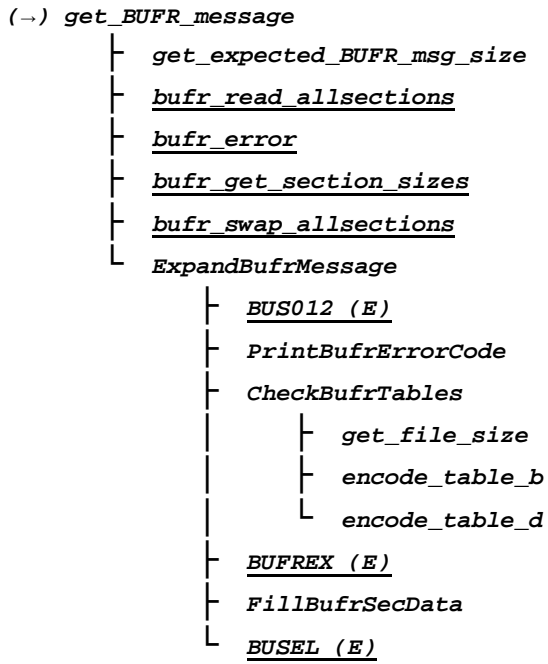 (→) get_BUFR_message
├ get_expected_BUFR_msg_size
├ bufr_read_allsections
├ bufr_error
├ bufr_get_section_sizes
├ bufr_swap_allsections
└ ExpandBufrMessage
├ BUS012 (E)
├ PrintBufrErrorCode
├ CheckBufrTables
│ ├ get_file_size
│ ├ encode_table_b
│ └ encode_table_d
├ BUFREX (E)
├ FillBufrSecData
└ BUSEL (E)